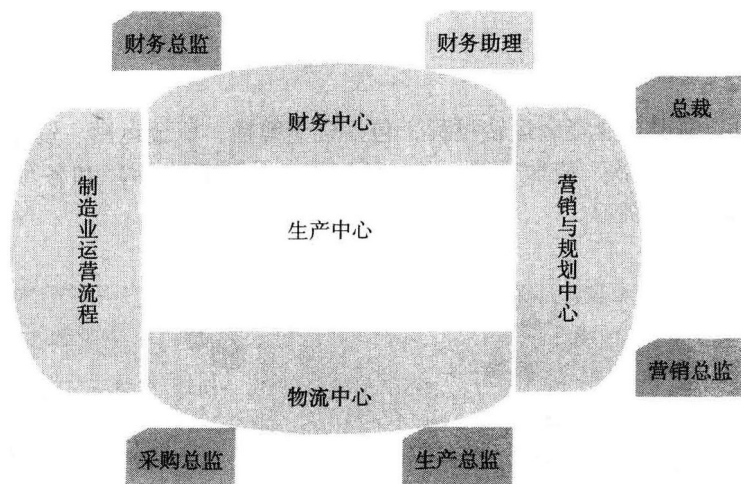 财务总监
财务助理
总裁
财务中心
制造业运营流程
生产中心
营销与规划中心
物流中心
营销总监
采购总监
生产总监